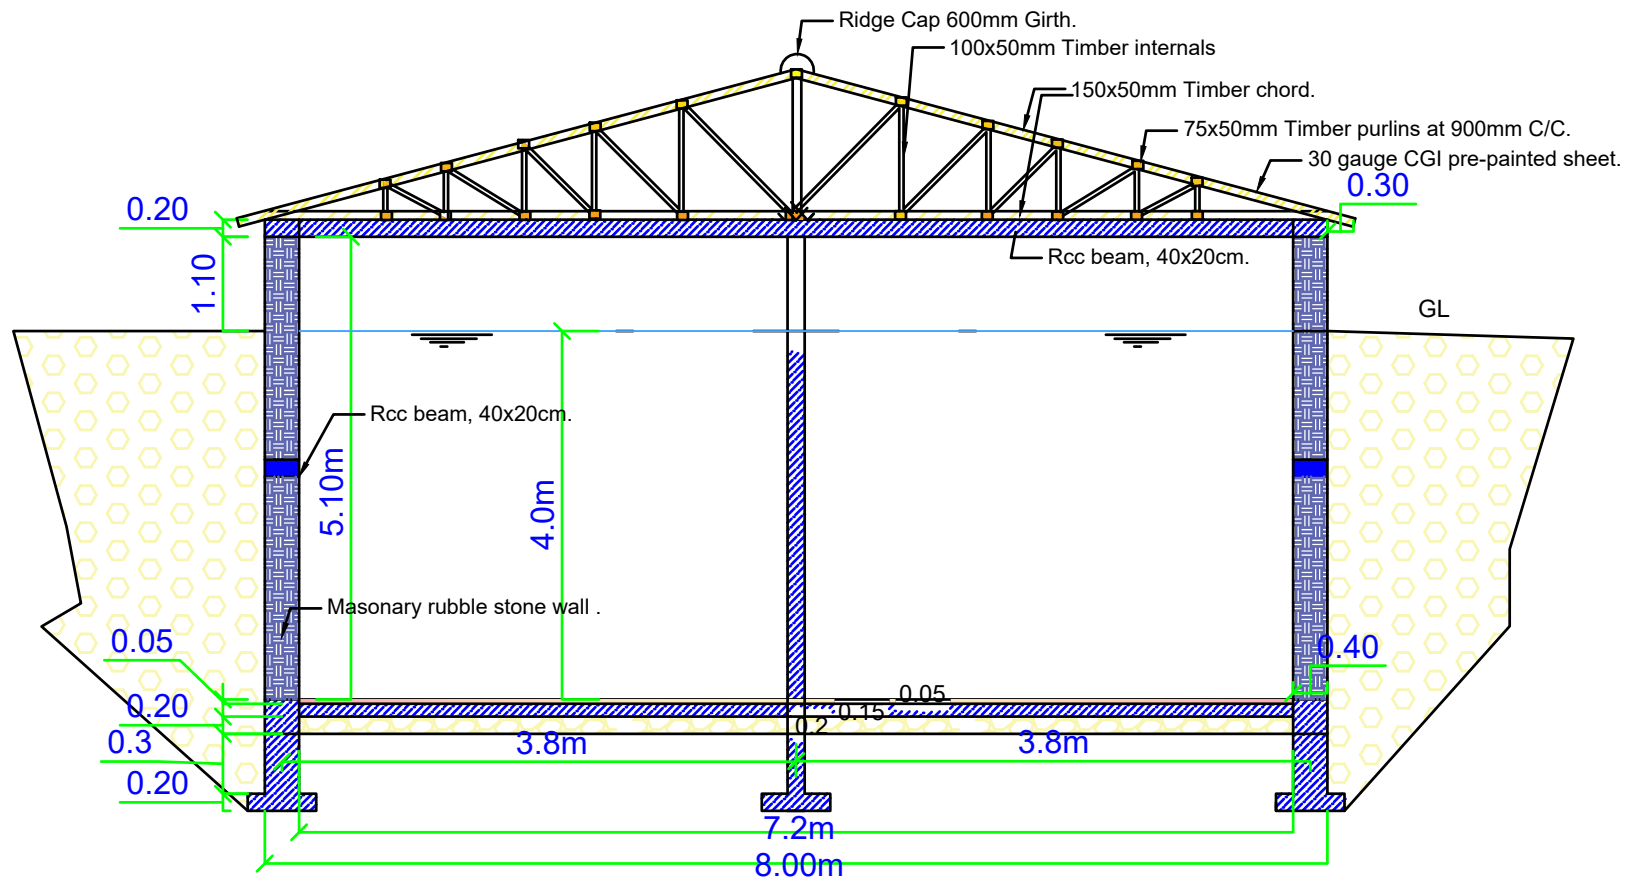 Ridge Cap 600mm Girth.
100x50mm Timber internals
150x50mm Timber chord.
75x50mm Timber purlins at 900mm C/C.
30 gauge CGI pre-painted sheet.
0.30
0.20
Rcc beam, 40x20cm.
1.10
GL
Rcc beam, 40x20cm.
5.10m
4.0m
Masonary rubble stone wall .
0.05
0.40
0.05
0.20
0.15
0.2
0.3
3.8m
3.8m
0.20
7.2m
8.00m